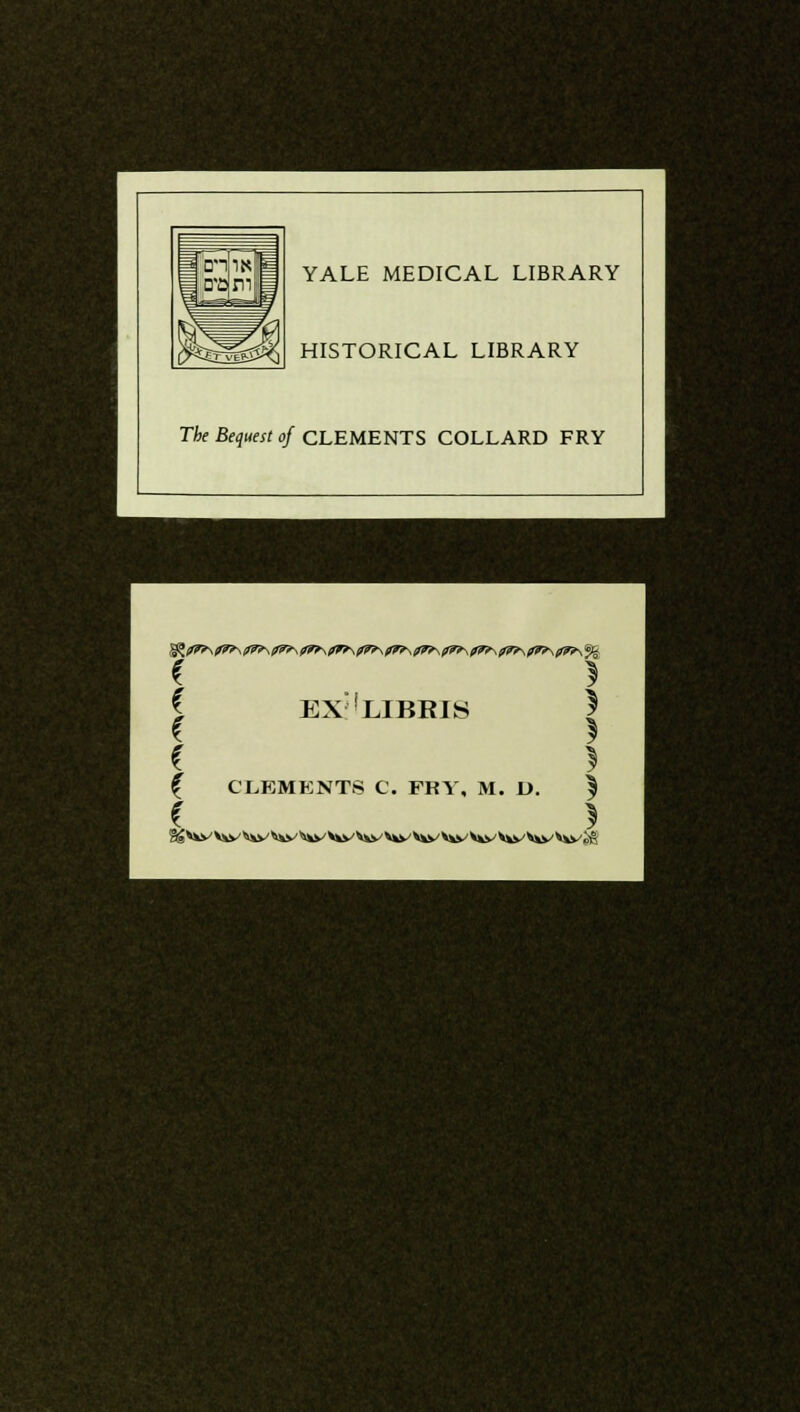 אורים
ותמים
LUX ET VERITAS
YALE MEDICAL LIBRARY
HISTORICAL LIBRARY
The Bequest of CLEMENTS COLLARD FRY
EX LIBRIS
CLEMENTS C. FRY, M. D.